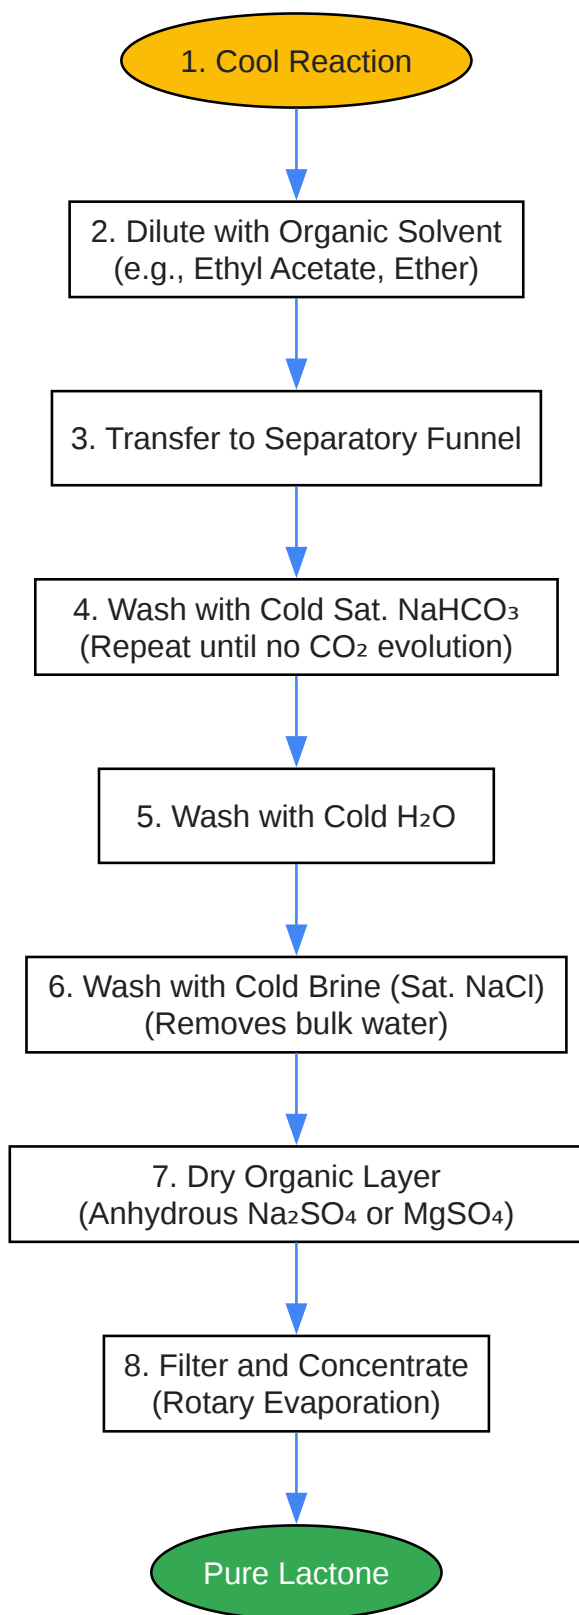 1. Cool Reaction
2. Dilute with Organic Solvent
(e.g., Ethyl Acetate, Ether)
3. Transfer to Separatory Funnel
4. Wash with Cold Sat. NaHCO₃
(Repeat until no CO₂ evolution)
5. Wash with Cold H₂O
6. Wash with Cold Brine (Sat. NaCl)
(Removes bulk water)
7. Dry Organic Layer
(Anhydrous Na₂SO₄ or MgSO₄)
8. Filter and Concentrate
(Rotary Evaporation)
Pure Lactone